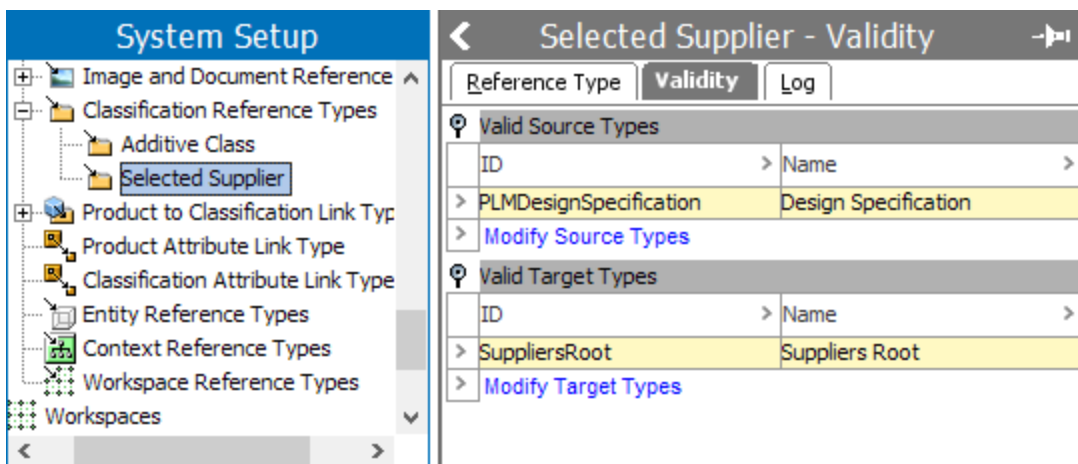 System Setup
Image and Document Reference
Classification Reference Types
Additive Class
Selected Supplier
Product to Classification Link Typ
Product Attribute Link Type
Classification Attribute Link Type
Entity Reference Types
Context Reference Types
Workspace Reference Types
Workspaces
Selected Supplier - Validity
Reference Type Validity Log
Valid Source Types
ID > Name >
> PLMDesignSpecification Design Specification
> Modify Source Types
Valid Target Types
ID > Name >
> SuppliersRoot Suppliers Root
> Modify Target Types